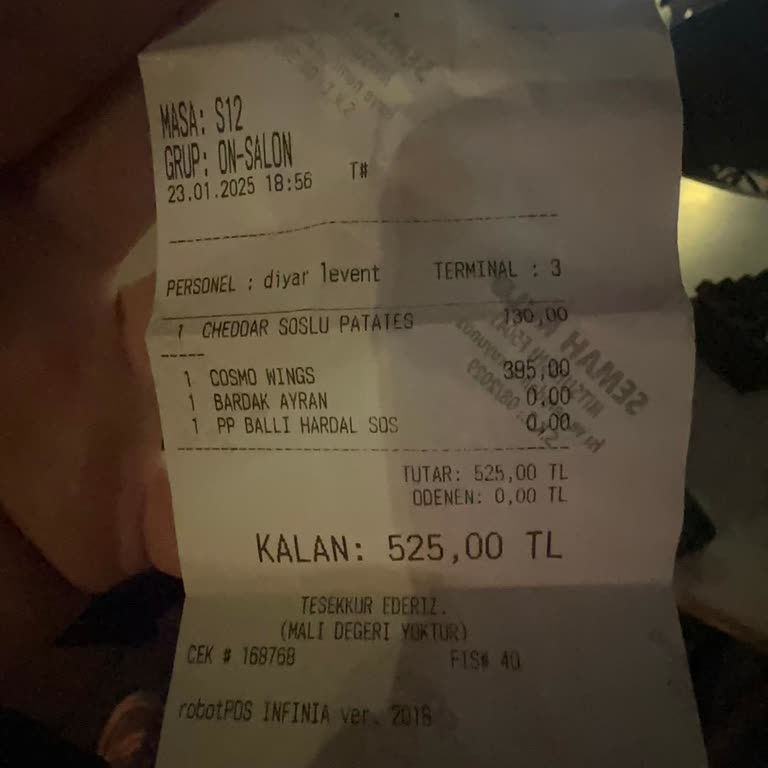 MASA: S12
GRUP: ON-SALON
23.01.2025 18:56 T#
PERSONEL : diyar levent TERMINAL : 3
1 CHEDDAR SOSLU PATATES 130,00
1 COSMO WINGS 395,00
1 BARDAK AYRAN 0,00
1 PP BALLI HARDAL SOS 0,00
TUTAR: 525,00 TL
ODENEN: 0,00 TL
KALAN: 525,00 TL
TESEKKUR EDERIZ.
(MALI DEGERI YOKTUR)
CEK # 168768 FIS# 40
robotPOS INFINIA ver. 2018
SEMAH